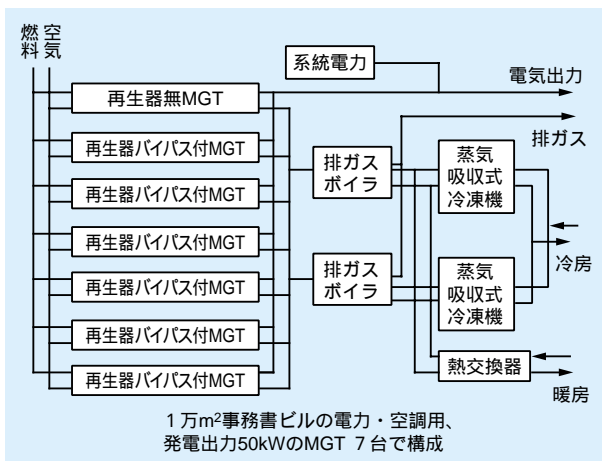 燃料
空気
系統電力
電気出力
再生器無MGT
排ガス
再生器バイパス付MGT
再生器バイパス付MGT
再生器バイパス付MGT
再生器バイパス付MGT
再生器バイパス付MGT
再生器バイパス付MGT
排ガス
ボイラ
排ガス
ボイラ
蒸気
吸収式
冷凍機
蒸気
吸収式
冷凍機
冷房
熱交換器
暖房
1万m²事務書ビルの電力・空調用、
発電出力50kWのMGT 7台で構成